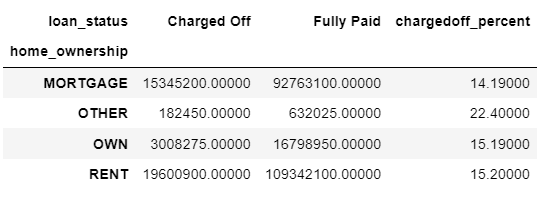 loan_status Charged Off Fully Paid chargedoff_percent
home_ownership
MORTGAGE 15345200.00000 92763100.00000 14.19000
OTHER 182450.00000 632025.00000 22.40000
OWN 3008275.00000 16798950.00000 15.19000
RENT 19600900.00000 109342100.00000 15.20000